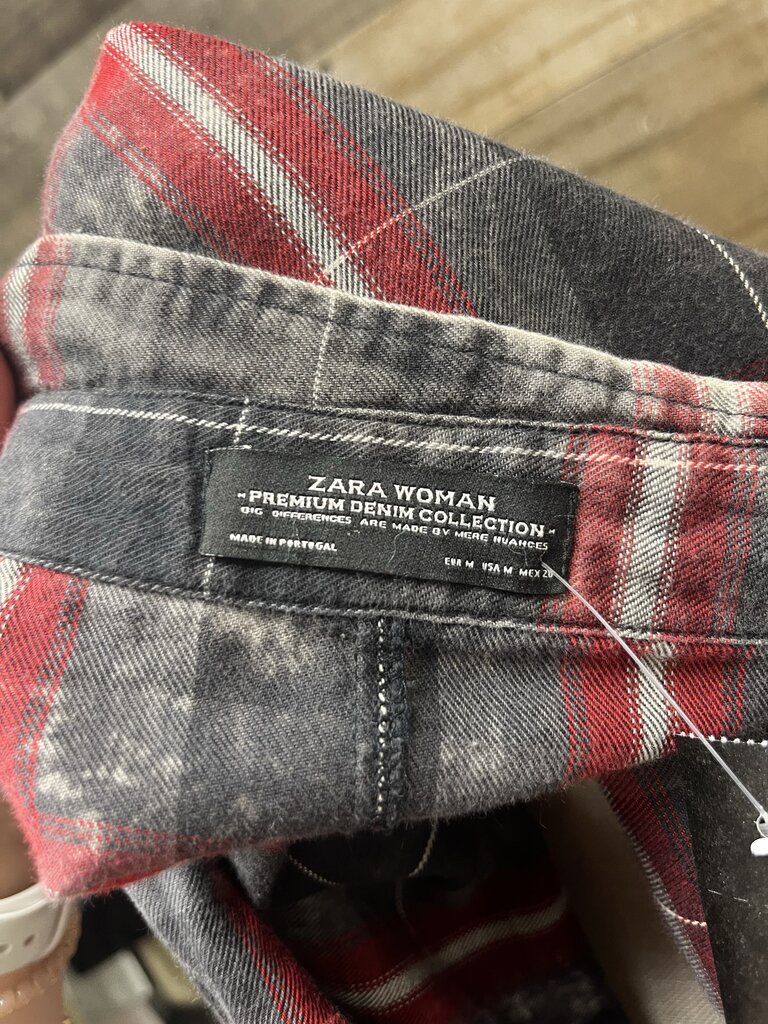 ZARA WOMAN
"PREMIUM DENIM COLLECTION"
BIG DIFFERENCES ARE MADE BY MERE NUANCES
MADE IN PORTUGAL
EUR M USA M MEX 28